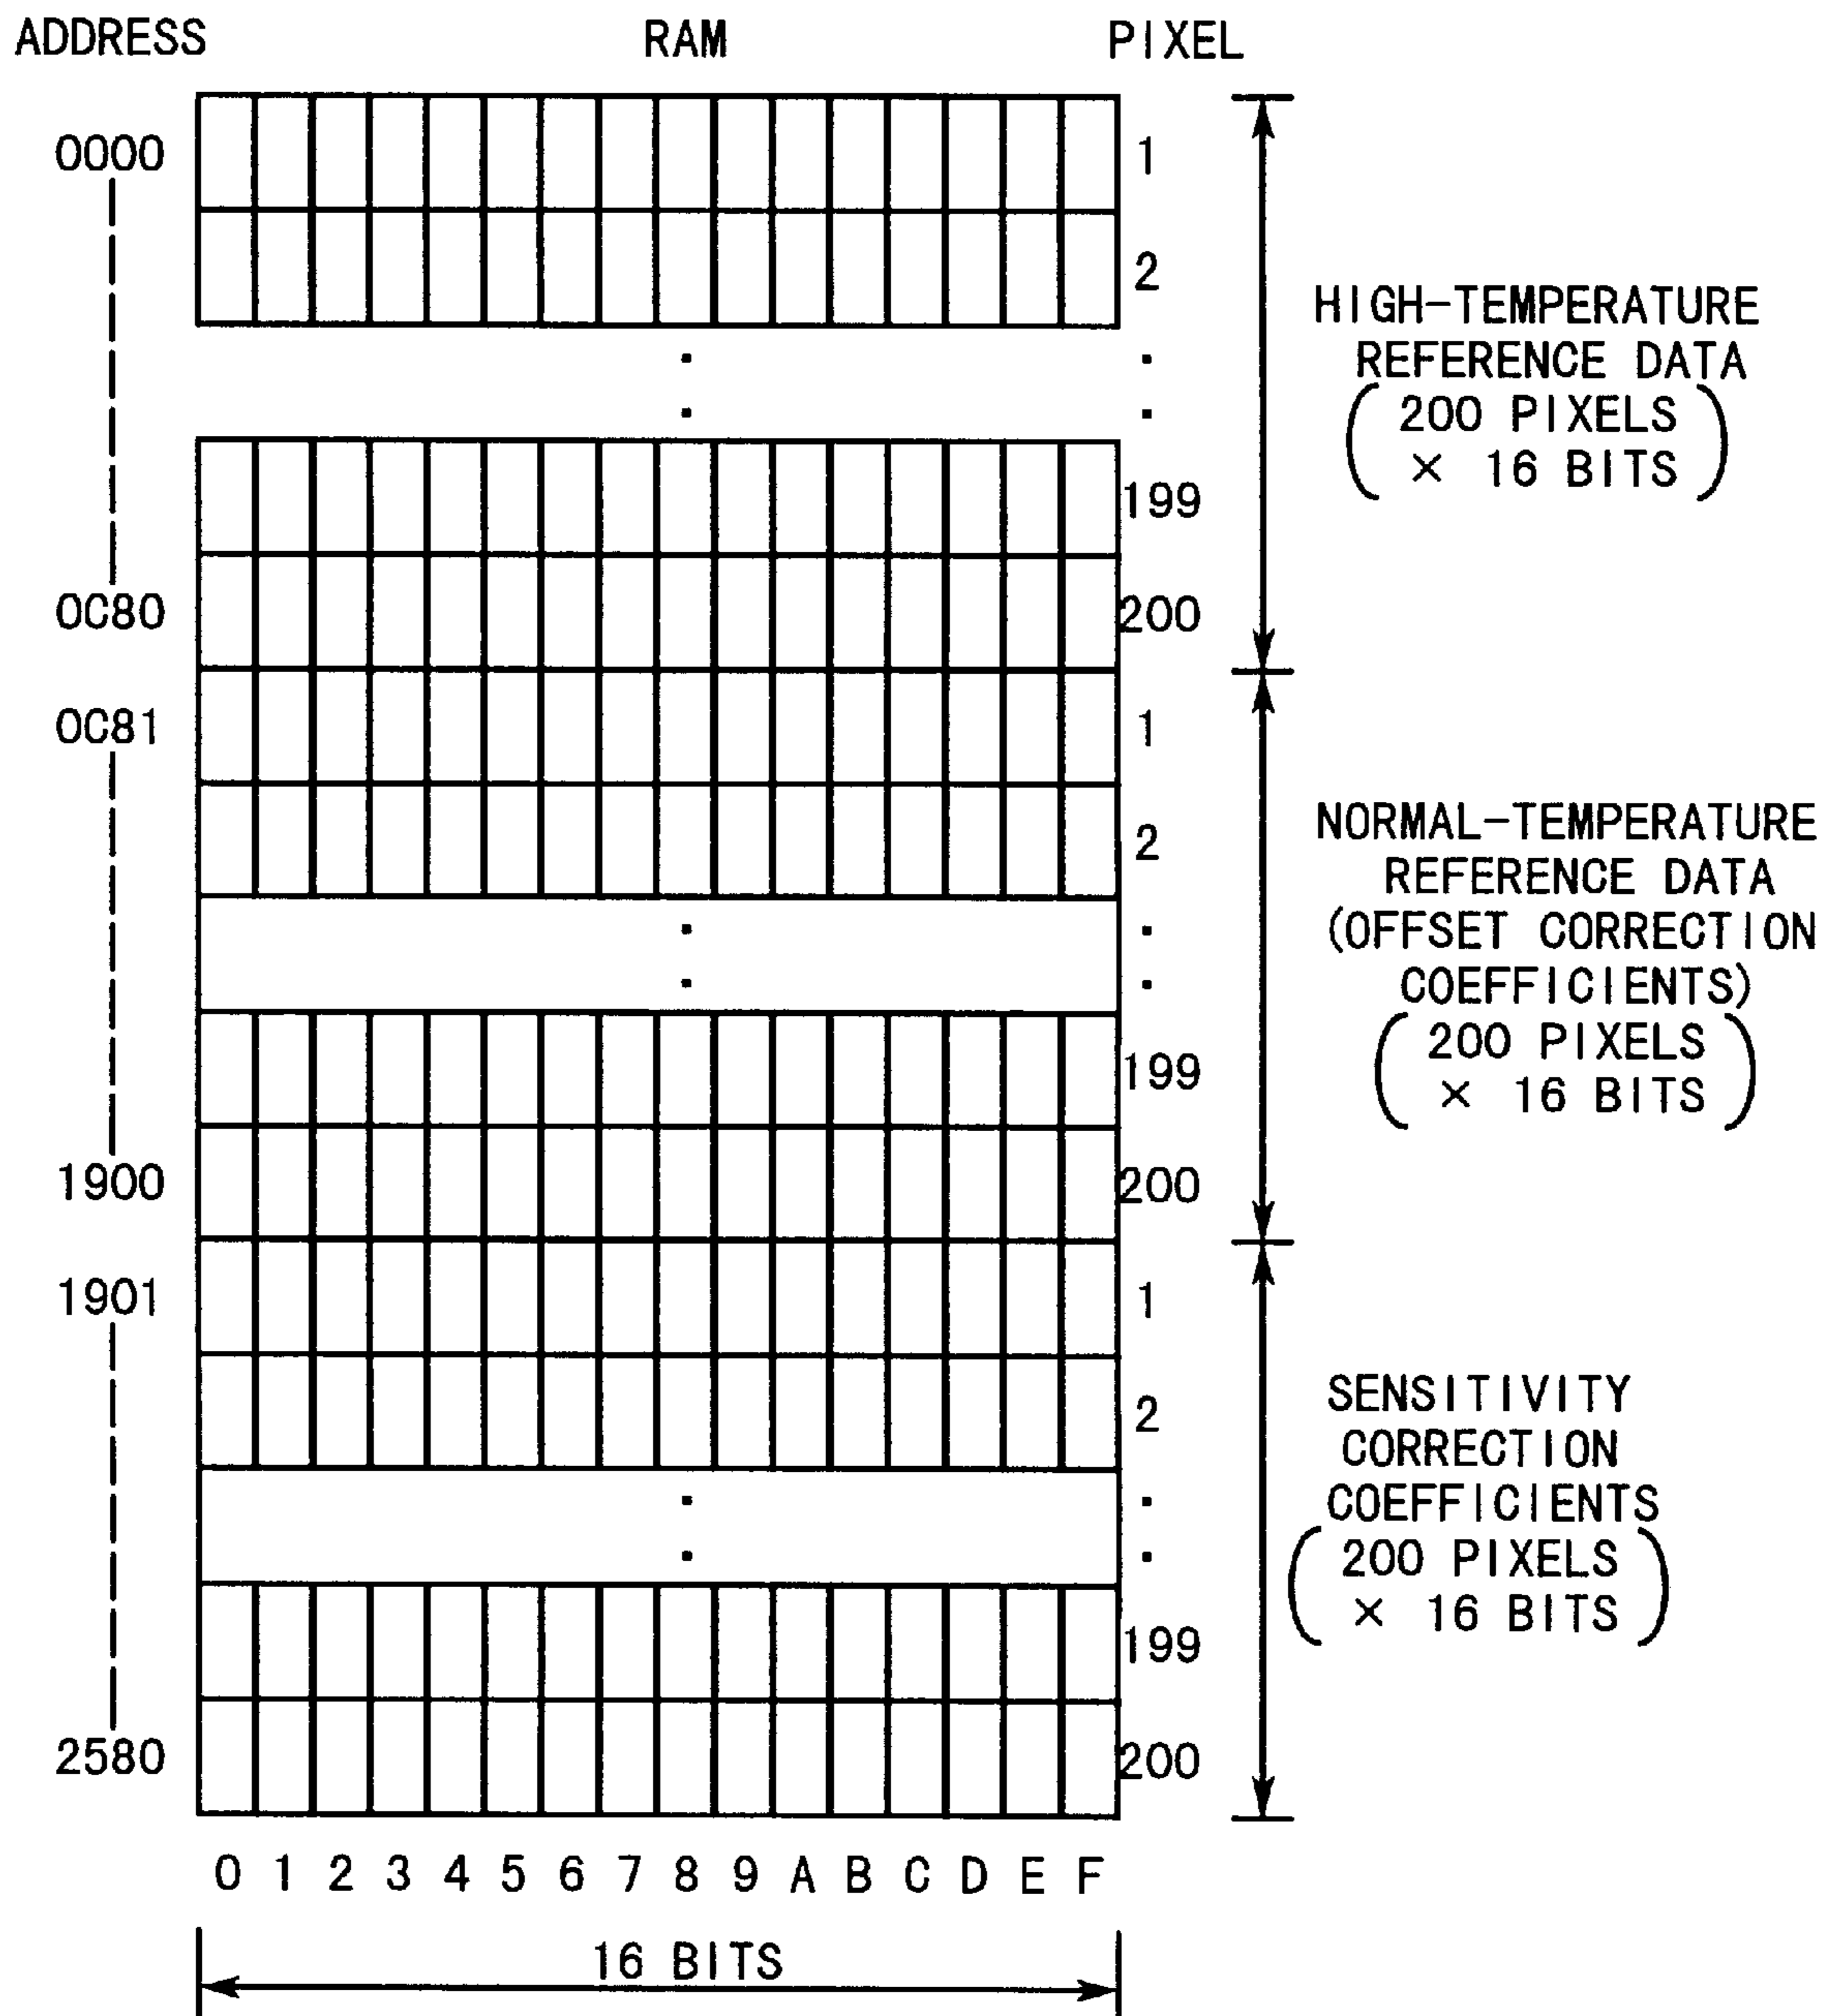 ADDRESS RAM PIXEL
0000 1
2
HIGH-TEMPERATURE
REFERENCE DATA
( 200 PIXELS
× 16 BITS )
: :
199
0C80 200
0C81 1
2
NORMAL-TEMPERATURE
REFERENCE DATA
(OFFSET CORRECTION
COEFFICIENTS)
( 200 PIXELS
× 16 BITS )
: :
199
1900 200
1901 1
2
SENSITIVITY
CORRECTION
COEFFICIENTS
( 200 PIXELS
× 16 BITS )
: :
199
2580 200
0 1 2 3 4 5 6 7 8 9 A B C D E F
16 BITS